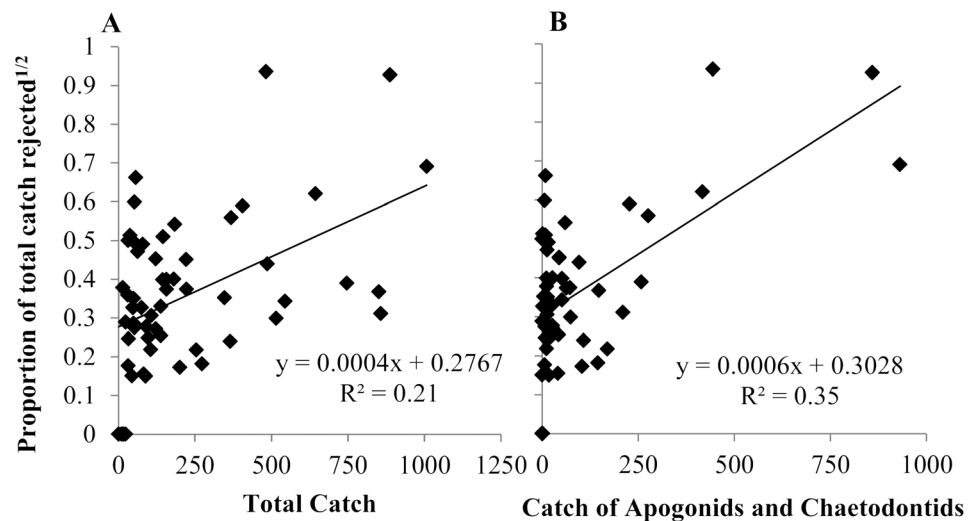 A
B
Proportion of total catch rejected1/2
1
0.9
0.8
0.7
0.6
0.5
0.4
0.3
0.2
0.1
0
y = 0.0004x + 0.2767
R² = 0.21
y = 0.0006x + 0.3028
R² = 0.35
0 250 500 750 1000 1250
0 250 500 750 1000
Total Catch
Catch of Apogonids and Chaetodontids